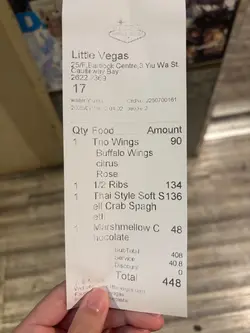 Little Vegas
25/F,Bartlock Centre,3 Yiu Wa St.
Causeway Bay
17
Qty Food Amount
1 Trio Wings 90
Buffalo Wings
citrus
Rose
1 1/2 Ribs 134
1 Thai Style Soft S 136
ell Crab Spagh
etti
1 Marshmellow C 48
hocolate
SubTotal 408
Service 40.8
Discount 0
Total 448